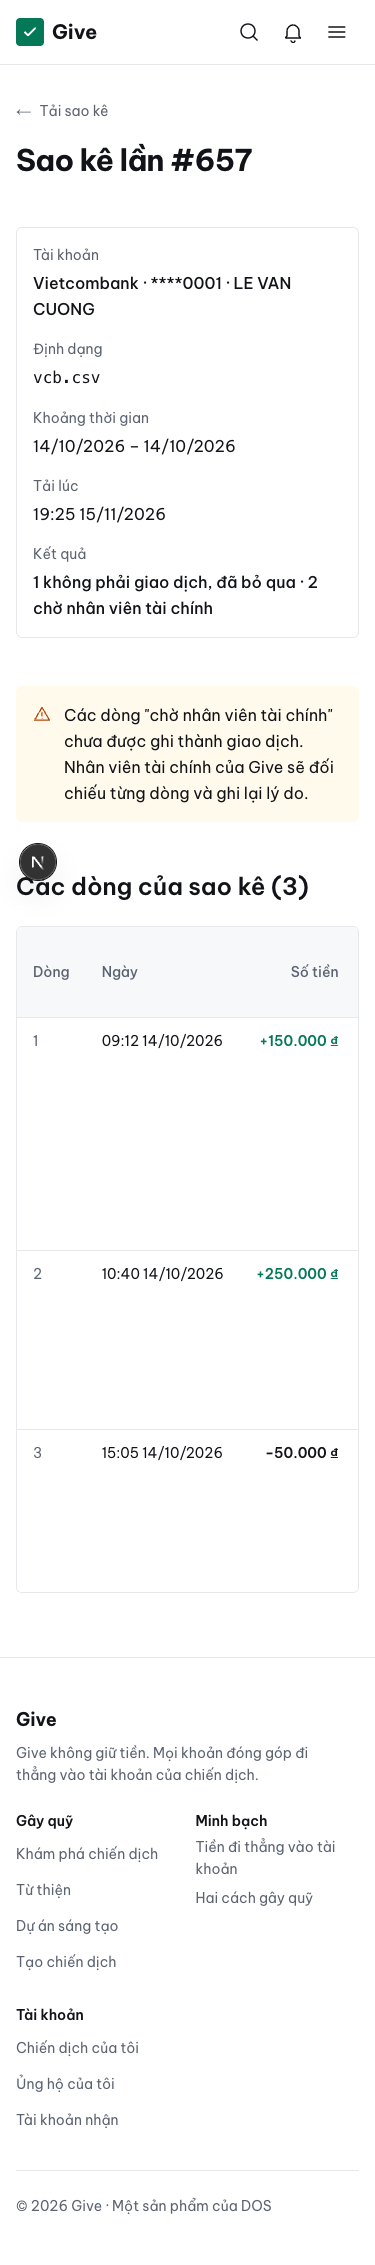 Give
← Tải sao kê
Sao kê lần #657
Tài khoản
Vietcombank · ****0001 · LE VAN
CUONG
Định dạng
vcb.csv
Khoảng thời gian
14/10/2026 – 14/10/2026
Tải lúc
19:25 15/11/2026
Kết quả
1 không phải giao dịch, đã bỏ qua · 2
chờ nhân viên tài chính
Các dòng "chờ nhân viên tài chính"
chưa được ghi thành giao dịch.
Nhân viên tài chính của Give sẽ đối
chiếu từng dòng và ghi lại lý do.
N
Các dòng của sao kê (3)
Dòng Ngày Số tiền
1 09:12 14/10/2026 +150.000 ₫
2 10:40 14/10/2026 +250.000 ₫
3 15:05 14/10/2026 -50.000 ₫
Give
Give không giữ tiền. Mọi khoản đóng góp đi
thẳng vào tài khoản của chiến dịch.
Gây quỹ
Khám phá chiến dịch
Từ thiện
Dự án sáng tạo
Tạo chiến dịch
Minh bạch
Tiền đi thẳng vào tài
khoản
Hai cách gây quỹ
Tài khoản
Chiến dịch của tôi
Ủng hộ của tôi
Tài khoản nhận
© 2026 Give · Một sản phẩm của DOS